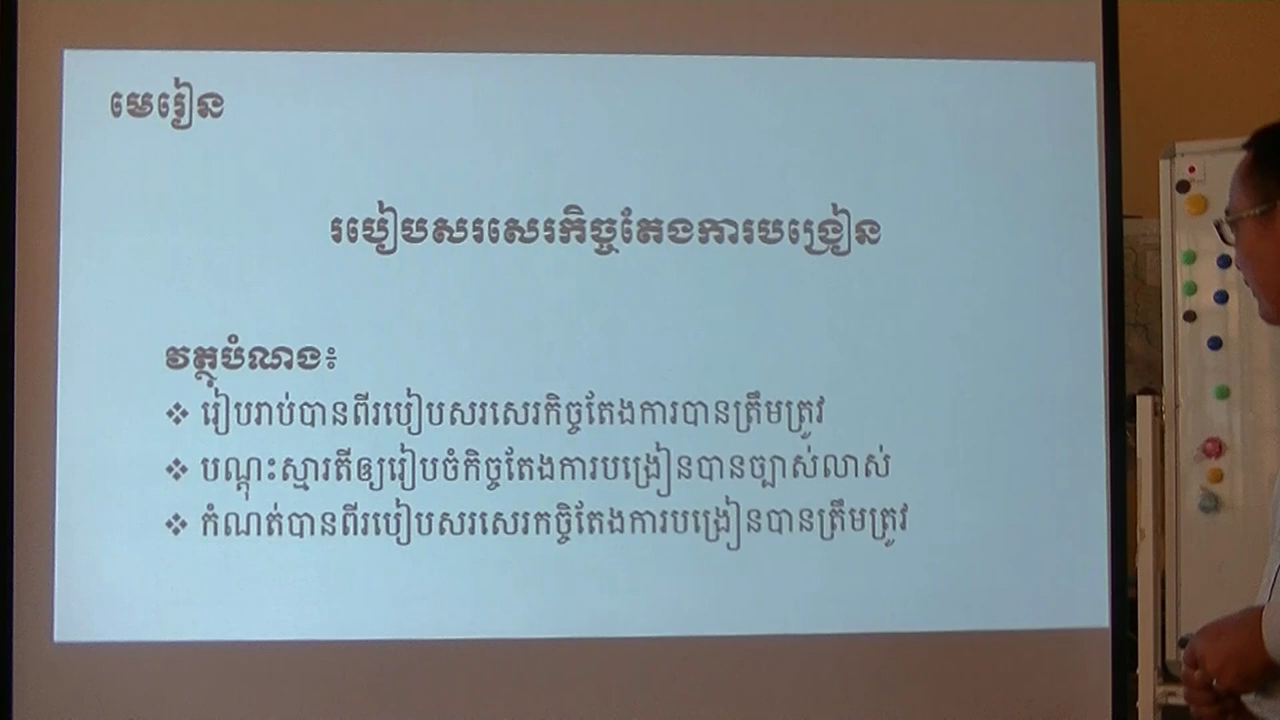 មេរៀន
របៀបសរសេរកិច្ចតែងការបង្រៀន
វត្ថុបំណង៖
❖ រៀបរាប់បានពីរបៀបសរសេរកិច្ចតែងការបានត្រឹមត្រូវ
❖ បណ្តុះស្មារតីឲ្យរៀបចំកិច្ចតែងការបង្រៀនបានច្បាស់លាស់
❖ កំណត់បានពីរបៀបសរសេរកច្ចិតែងការបង្រៀនបានត្រឹមត្រូវ